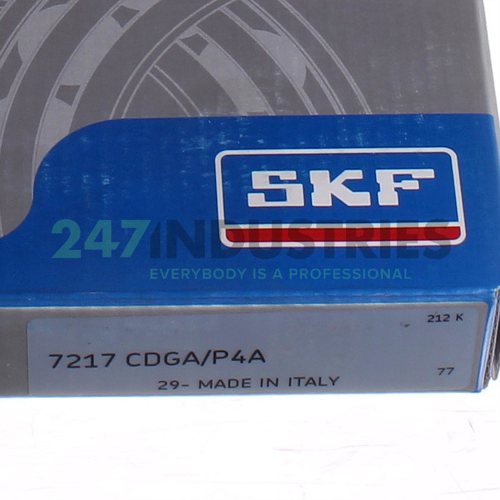 SKF
247INDUSTRIES
EVERYBODY IS A PROFESSIONAL
212 K
7217 CDGA/P4A
29- MADE IN ITALY
77